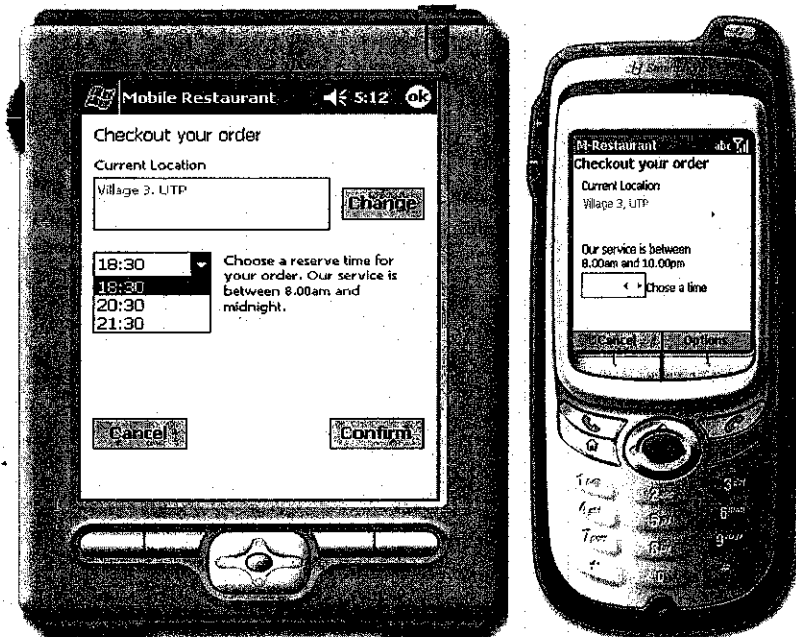 Mobile Restaurant 5:12 ok
Checkout your order
Current Location
Village 3, UTP
Change
18:30
18:30
20:30
21:30
Choose a reserve time for
your order. Our service is
between 8.00am and
midnight.
Cancel
Confirm
M-Restaurant abc
Checkout your order
Current Location
Village 3, UTP
Our service is between
8.00am and 10.00pm
Chose a time
Cancel Options